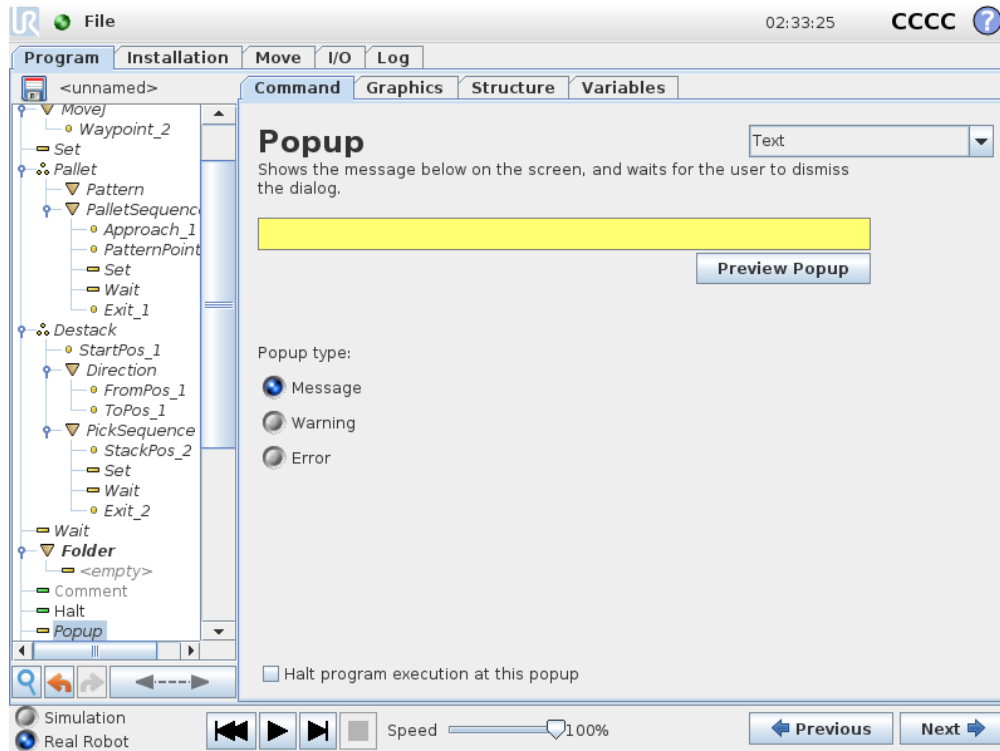 UR File 02:33:25 CCCC ?
Program Installation Move I/O Log
<unnamed>
Command Graphics Structure Variables
MoveJ
Waypoint_2
Set
Pallet
Pattern
PalletSequenc
Approach_1
PatternPoint
Set
Wait
Exit_1
Destack
StartPos_1
Direction
FromPos_1
ToPos_1
PickSequence
StackPos_2
Set
Wait
Exit_2
Wait
Folder
<empty>
Comment
Halt
Popup
Popup
Text
Shows the message below on the screen, and waits for the user to dismiss
the dialog.
Preview Popup
Popup type:
Message
Warning
Error
Halt program execution at this popup
Simulation
Real Robot
Speed 100%
Previous Next